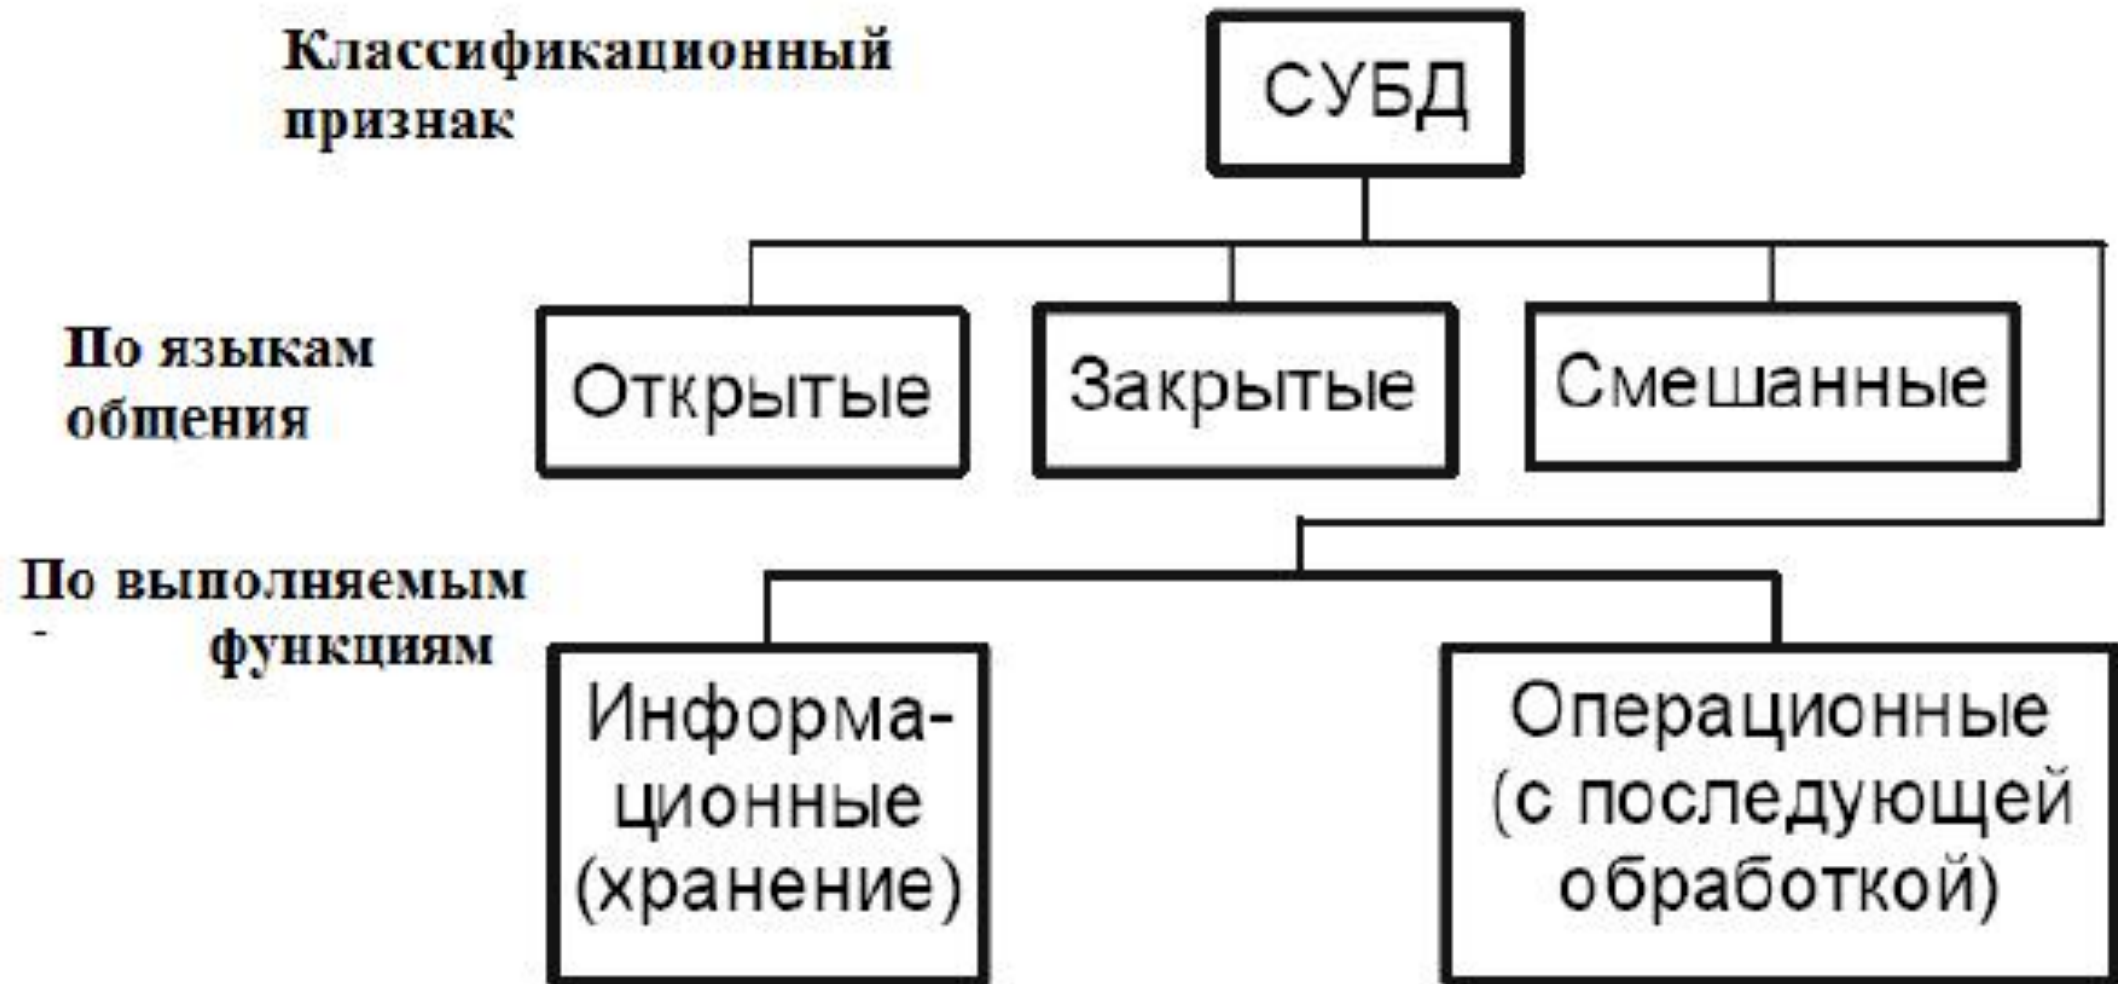 Классификационный
признак
СУБД
По языкам
общения
Открытые
Закрытые
Смешанные
По выполняемым
- функциям
Информа-
ционные
(хранение)
Операционные
(с последующей
обработкой)